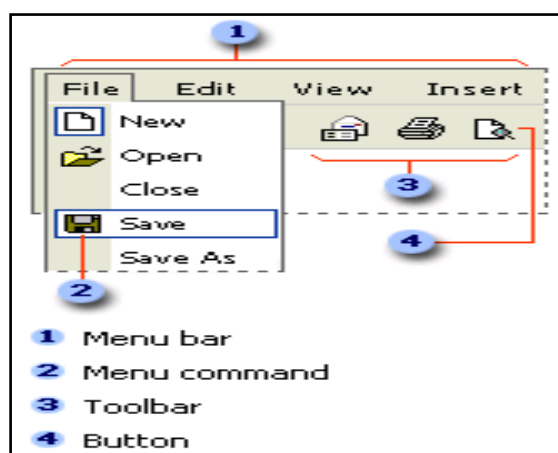 1
File Edit View Insert
New
Open
Close
3
Save
4
Save As
2
1 Menu bar
2 Menu command
3 Toolbar
4 Button